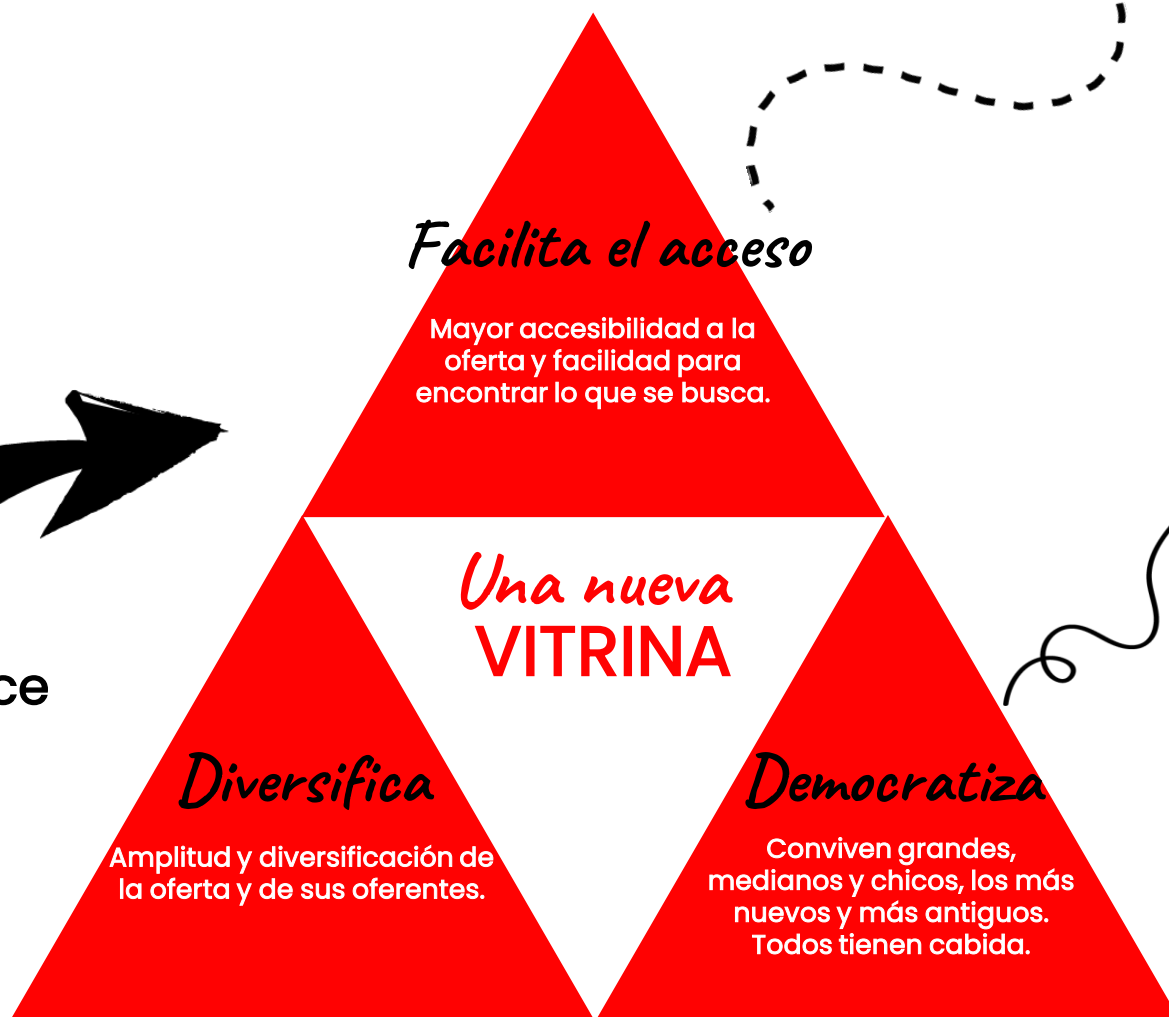 Facilita el acceso
Mayor accesibilidad a la
oferta y facilidad para
encontrar lo que se busca.
Una nueva
VITRINA
ce
Diversifica
Amplitud y diversificación de
la oferta y de sus oferentes.
Democratiza
Conviven grandes,
medianos y chicos, los más
nuevos y más antiguos.
Todos tienen cabida.